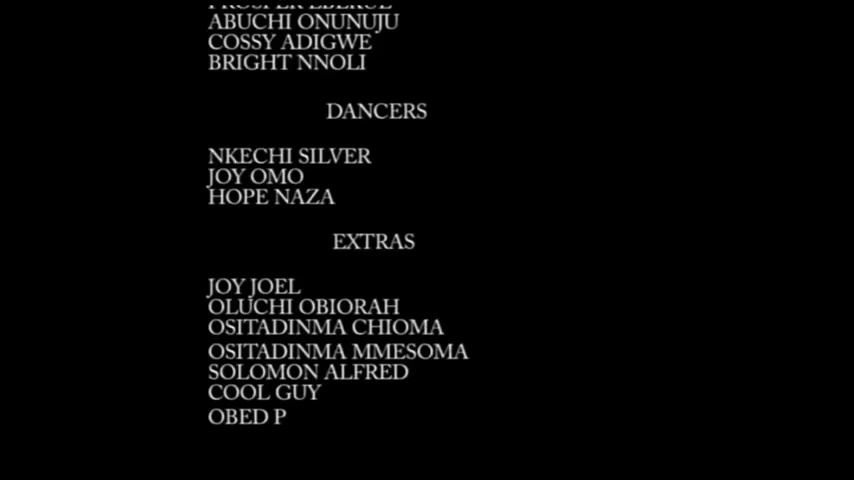 ABUCHI ONUNUJU
COSSY ADIGWE
BRIGHT NNOLI
DANCERS
NKECHI SILVER
JOY OMO
HOPE NAZA
EXTRAS
JOY JOEL
OLUCHI OBIORAH
OSITADINMA CHIOMA
OSITADINMA MMESOMA
SOLOMON ALFRED
COOL GUY
OBED P